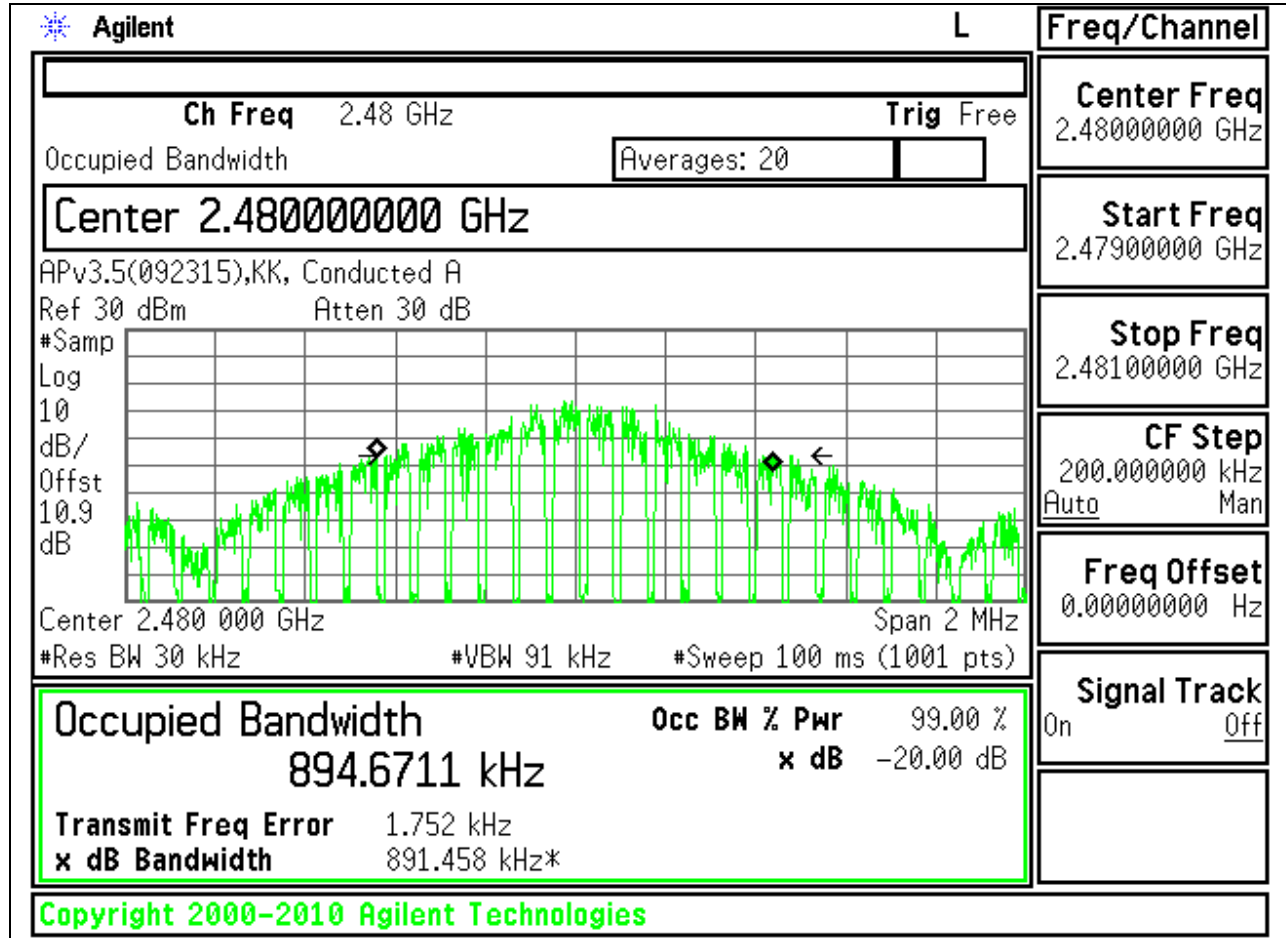 Agilent L
Ch Freq 2.48 GHz Trig Free
Occupied Bandwidth Averages: 20
Center 2.480000000 GHz
APv3.5(092315),KK, Conducted A
Ref 30 dBm Atten 30 dB
#Samp
Log
10
dB/
Offst
10.9
dB
Center 2.480 000 GHz Span 2 MHz
#Res BW 30 kHz #VBW 91 kHz #Sweep 100 ms (1001 pts)
Occupied Bandwidth Occ BW % Pwr 99.00 %
894.6711 kHz x dB -20.00 dB
Transmit Freq Error 1.752 kHz
x dB Bandwidth 891.458 kHz*
Copyright 2000-2010 Agilent Technologies
Freq/Channel
Center Freq
2.48000000 GHz
Start Freq
2.47900000 GHz
Stop Freq
2.48100000 GHz
CF Step
200.000000 kHz
Auto Man
Freq Offset
0.00000000 Hz
Signal Track
On Off